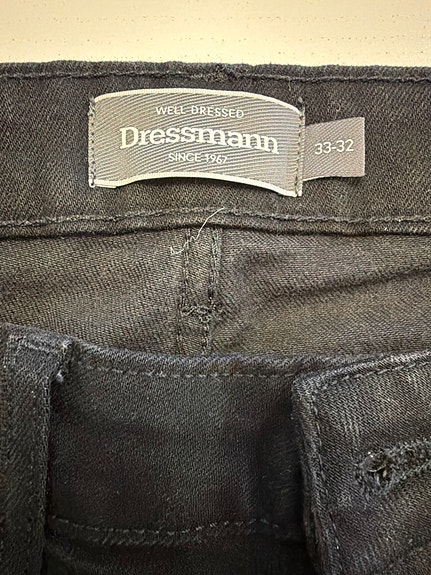 WELL-DRESSED
Dressmann
SINCE 1967
33-32